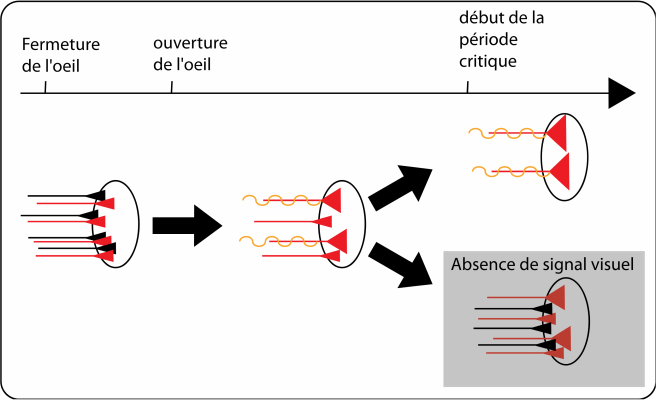 Fermeture
de l'oeil
ouverture
de l'oeil
début de la
période
critique
Absence de signal visuel